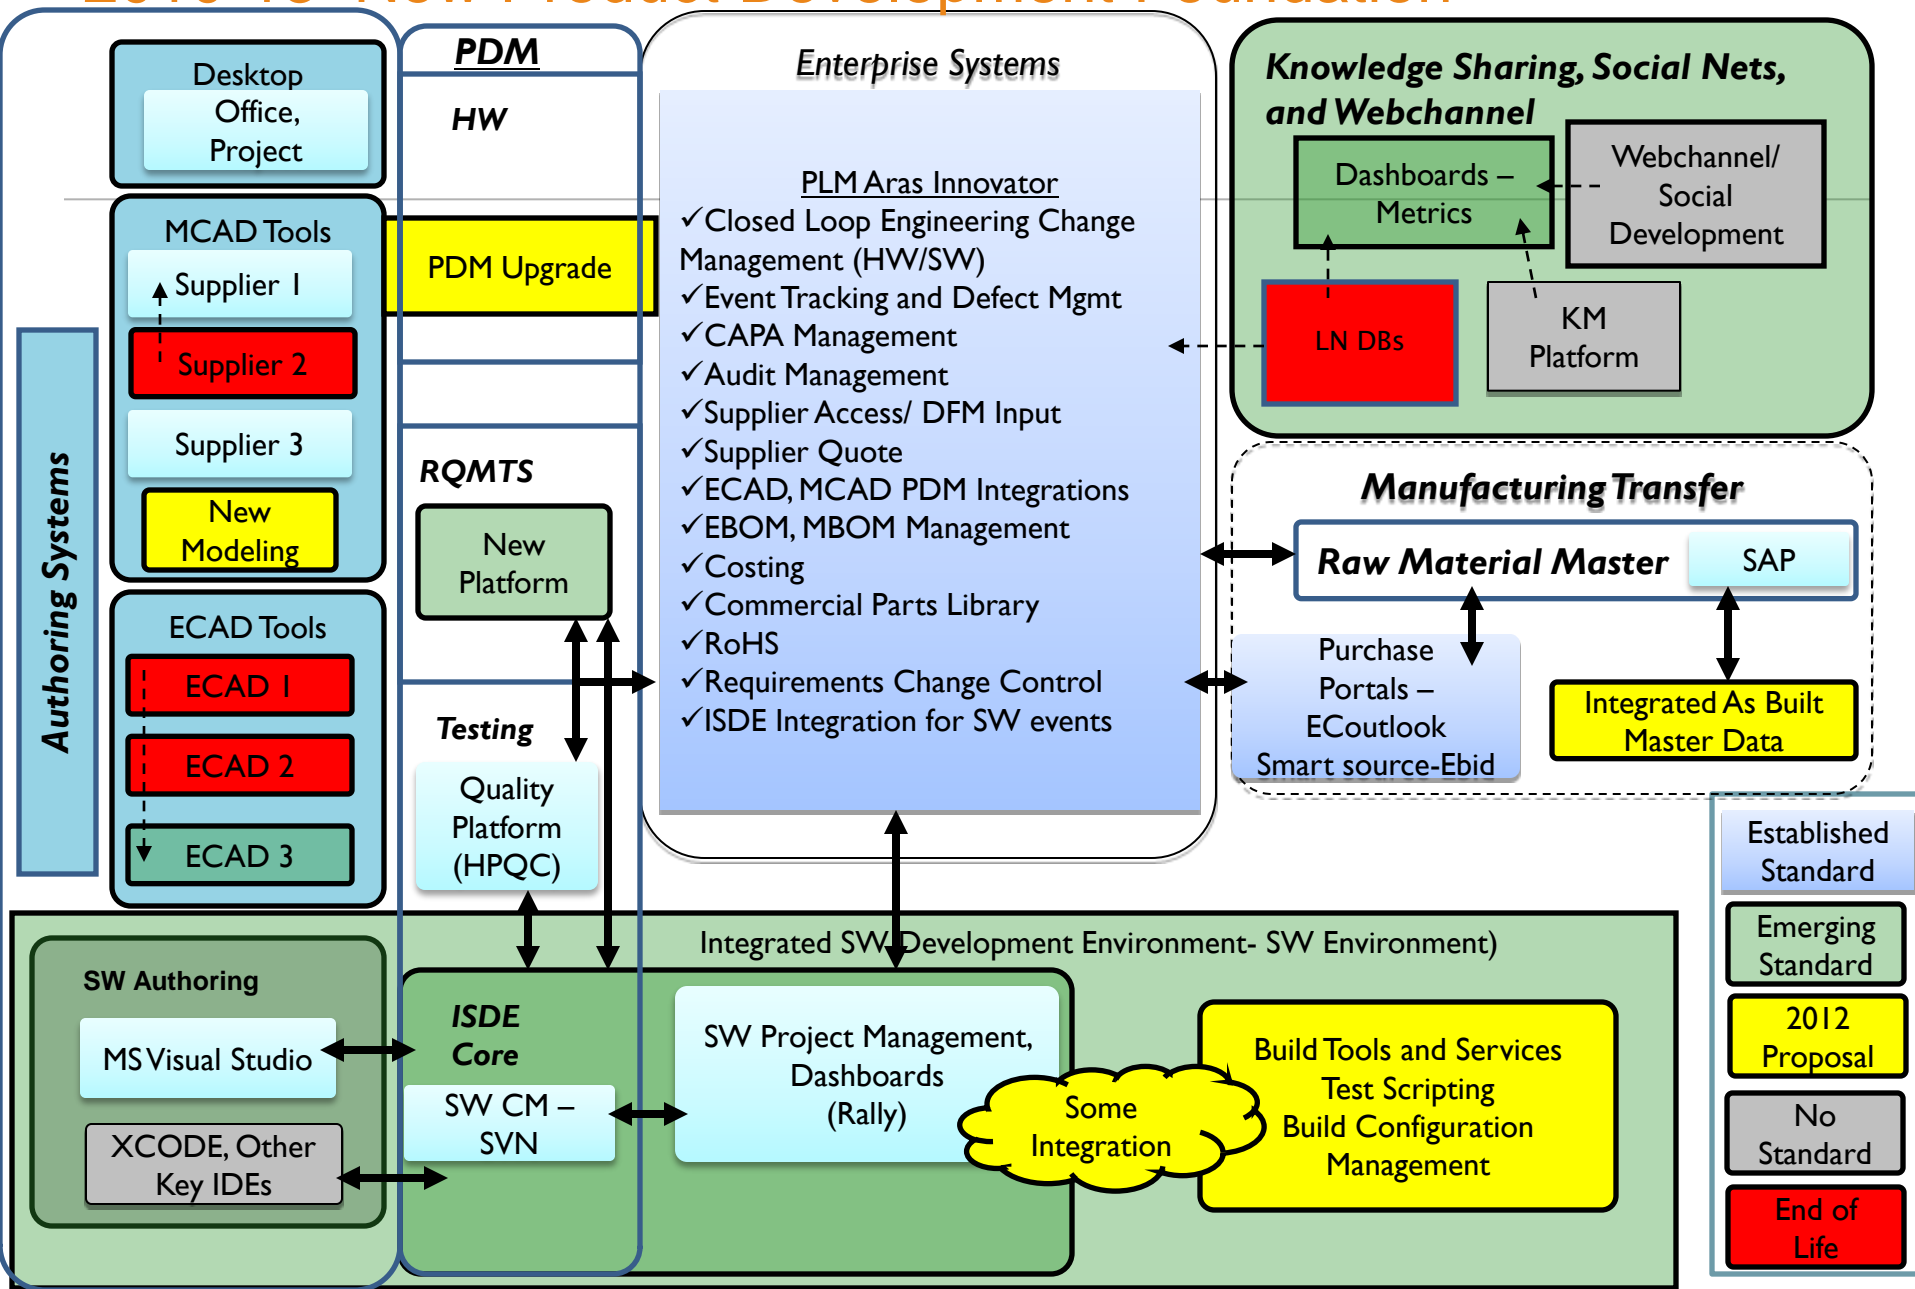 New Product Development Foundation
Desktop
Office,
Project
MCAD Tools
Supplier 1
Supplier 2
Supplier 3
New
Modeling
Authoring Systems
ECAD Tools
ECAD 1
ECAD 2
ECAD 3
PDM
HW
PDM Upgrade
RQMTS
New
Platform
Testing
Quality
Platform
(HPQC)
Enterprise Systems
PLM Aras Innovator
✓Closed Loop Engineering Change
Management (HW/SW)
✓Event Tracking and Defect Mgmt
✓CAPA Management
✓Audit Management
✓Supplier Access/ DFM Input
✓Supplier Quote
✓ECAD, MCAD PDM Integrations
✓EBOM, MBOM Management
✓Costing
✓Commercial Parts Library
✓RoHS
✓Requirements Change Control
✓ISDE Integration for SW events
Knowledge Sharing, Social Nets,
and Webchannel
Dashboards –
Metrics
Webchannel/
Social
Development
LN DBs
KM
Platform
Manufacturing Transfer
Raw Material Master
SAP
Purchase
Portals –
ECoutlook
Smart source-Ebid
Integrated As Built
Master Data
Established
Standard
Emerging
Standard
2012
Proposal
No
Standard
End of
Life
Integrated SW Development Environment- SW Environment)
SW Authoring
MS Visual Studio
XCODE, Other
Key IDEs
ISDE
Core
SW CM –
SVN
SW Project Management,
Dashboards
(Rally)
Some
Integration
Build Tools and Services
Test Scripting
Build Configuration
Management